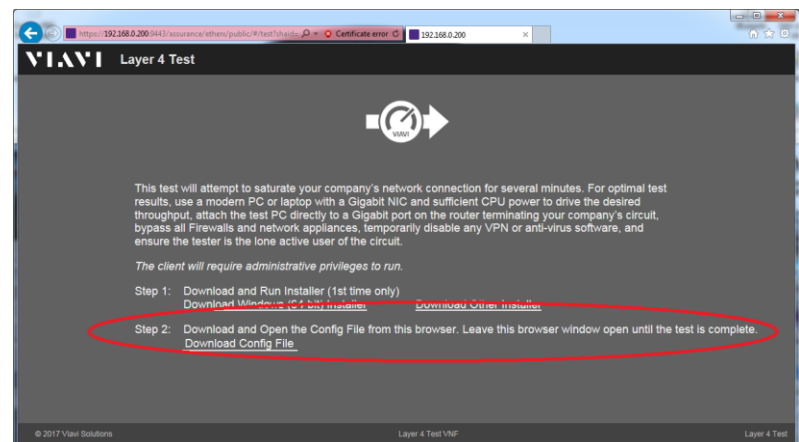 https://192.168.0.200:9443/assurance/ethers/public/#/test?sheid= Certificate error 192.168.0.200
VIAVI Layer 4 Test
VIAVI
This test will attempt to saturate your company's network connection for several minutes. For optimal test
results, use a modern PC or laptop with a Gigabit NIC and sufficient CPU power to drive the desired
throughput, attach the test PC directly to a Gigabit port on the router terminating your company's circuit,
bypass all Firewalls and network appliances, temporarily disable any VPN or anti-virus software, and
ensure the tester is the lone active user of the circuit.
The client will require administrative privileges to run.
Step 1: Download and Run Installer (1st time only)
Download Windows (64-bit) Installer Download Other Installer
Step 2: Download and Open the Config File from this browser. Leave this browser window open until the test is complete.
Download Config File
© 2017 Viavi Solutions Layer 4 Test VNF Layer 4 Test